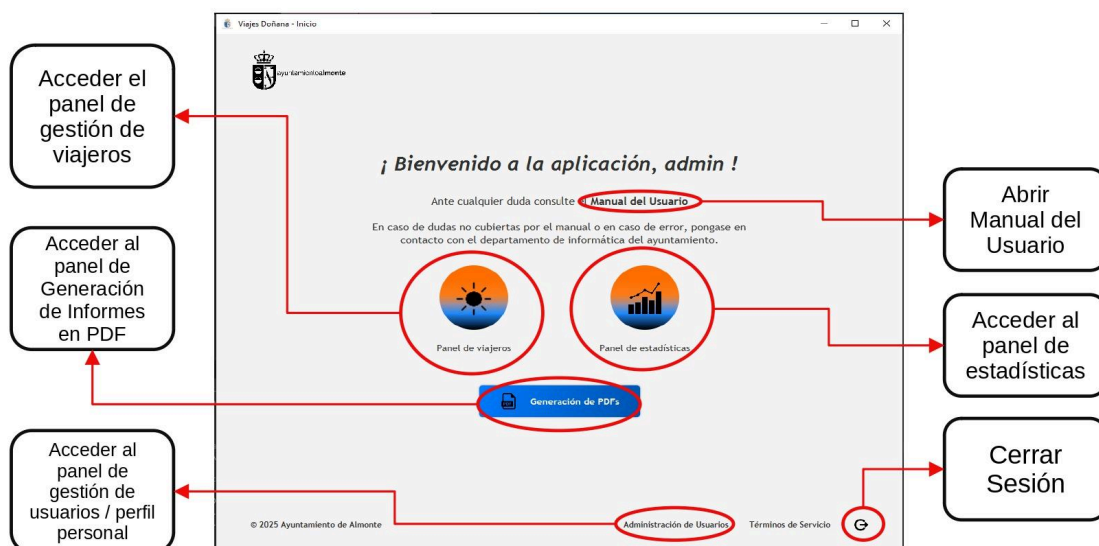 Viajes Doñana - Inicio
ayuntamientoalmonte
Acceder el
panel de
gestión de
viajeros
¡ Bienvenido a la aplicación, admin !
Ante cualquier duda consulte el Manual del Usuario
En caso de dudas no cubiertas por el manual o en caso de error, pongase en
contacto con el departamento de informática del ayuntamiento.
Abrir
Manual del
Usuario
Acceder al
panel de
Generación
de Informes
en PDF
Panel de viajeros
Panel de estadísticas
Acceder al
panel de
estadísticas
PDF
Generación de PDFs
Acceder al
panel de
gestión de
usuarios / perfil
personal
Cerrar
Sesión
© 2025 Ayuntamiento de Almonte
Administración de Usuarios
Términos de Servicio